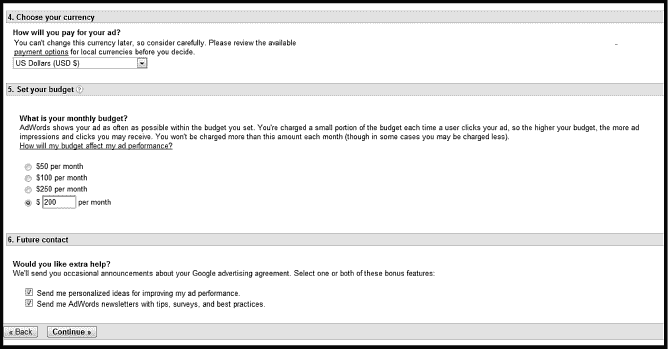 4. Choose your currency
How will you pay for your ad?
You can't change this currency later, so consider carefully. Please review the available
payment options for local currencies before you decide.
US Dollars (USD $)
5. Set your budget ?
What is your monthly budget?
AdWords shows your ad as often as possible within the budget you set. You're charged a small portion of the budget each time a user clicks your ad, so the higher your budget, the more ad
impressions and clicks you may receive. You won't be charged more than this amount each month (though in some cases you may be charged less).
How will my budget affect my ad performance?
$50 per month
$100 per month
$250 per month
$ 200 per month
6. Future contact
Would you like extra help?
We'll send you occasional announcements about your Google advertising agreement. Select one or both of these bonus features:
Send me personalized ideas for improving my ad performance.
Send me AdWords newsletters with tips, surveys, and best practices.
« Back Continue »